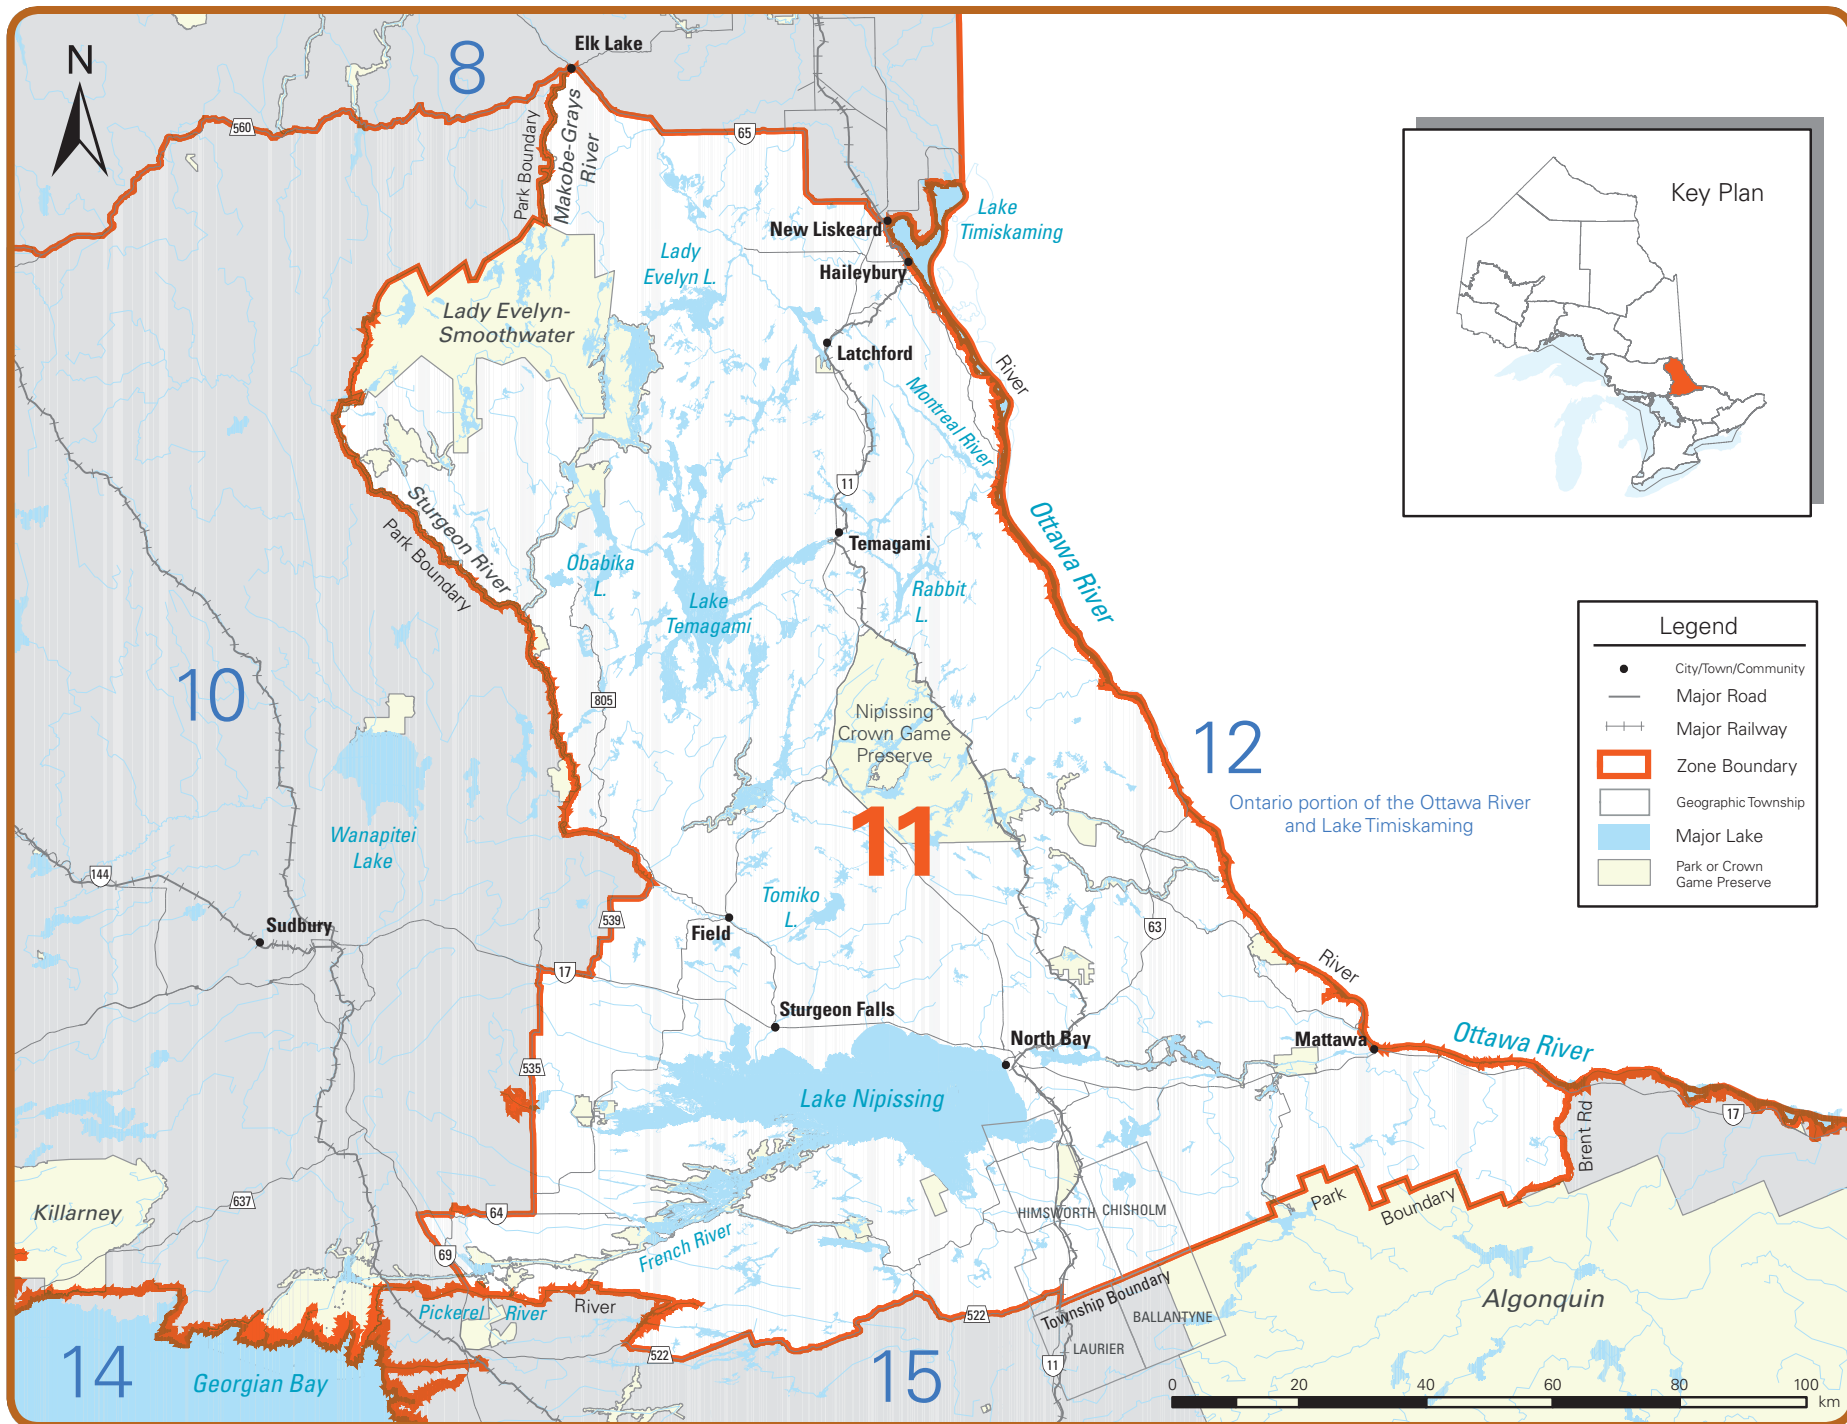 N
8
Elk Lake
560
65
Park Boundary
Makobe-Grays
River
Key Plan
New Liskeard
Lake
Timiskaming
Haileybury
Lady
Evelyn L.
Lady Evelyn-
Smoothwater
Latchford
River
Montreal River
11
Sturgeon River
Park Boundary
Ottawa River
Temagami
Obabika
L.
Rabbit
L.
Lake
Temagami
Legend
City/Town/Community
Major Road
Major Railway
Zone Boundary
Geographic Township
Major Lake
Park or Crown
Game Preserve
10
805
Nipissing
Crown Game
Preserve
12
Ontario portion of the Ottawa River
and Lake Timiskaming
11
Wanapitei
Lake
144
Tomiko
L.
Sudbury
539
Field
63
17
River
Sturgeon Falls
North Bay
Mattawa
Ottawa River
535
Lake Nipissing
17
Brent Rd
Killarney
637
64
HIMSWORTH
CHISHOLM
Park
Boundary
69
French River
Pickerel
River
River
522
Township Boundary
BALLANTYNE
Algonquin
522
LAURIER
11
14
Georgian Bay
15
0
20
40
60
80
100
km